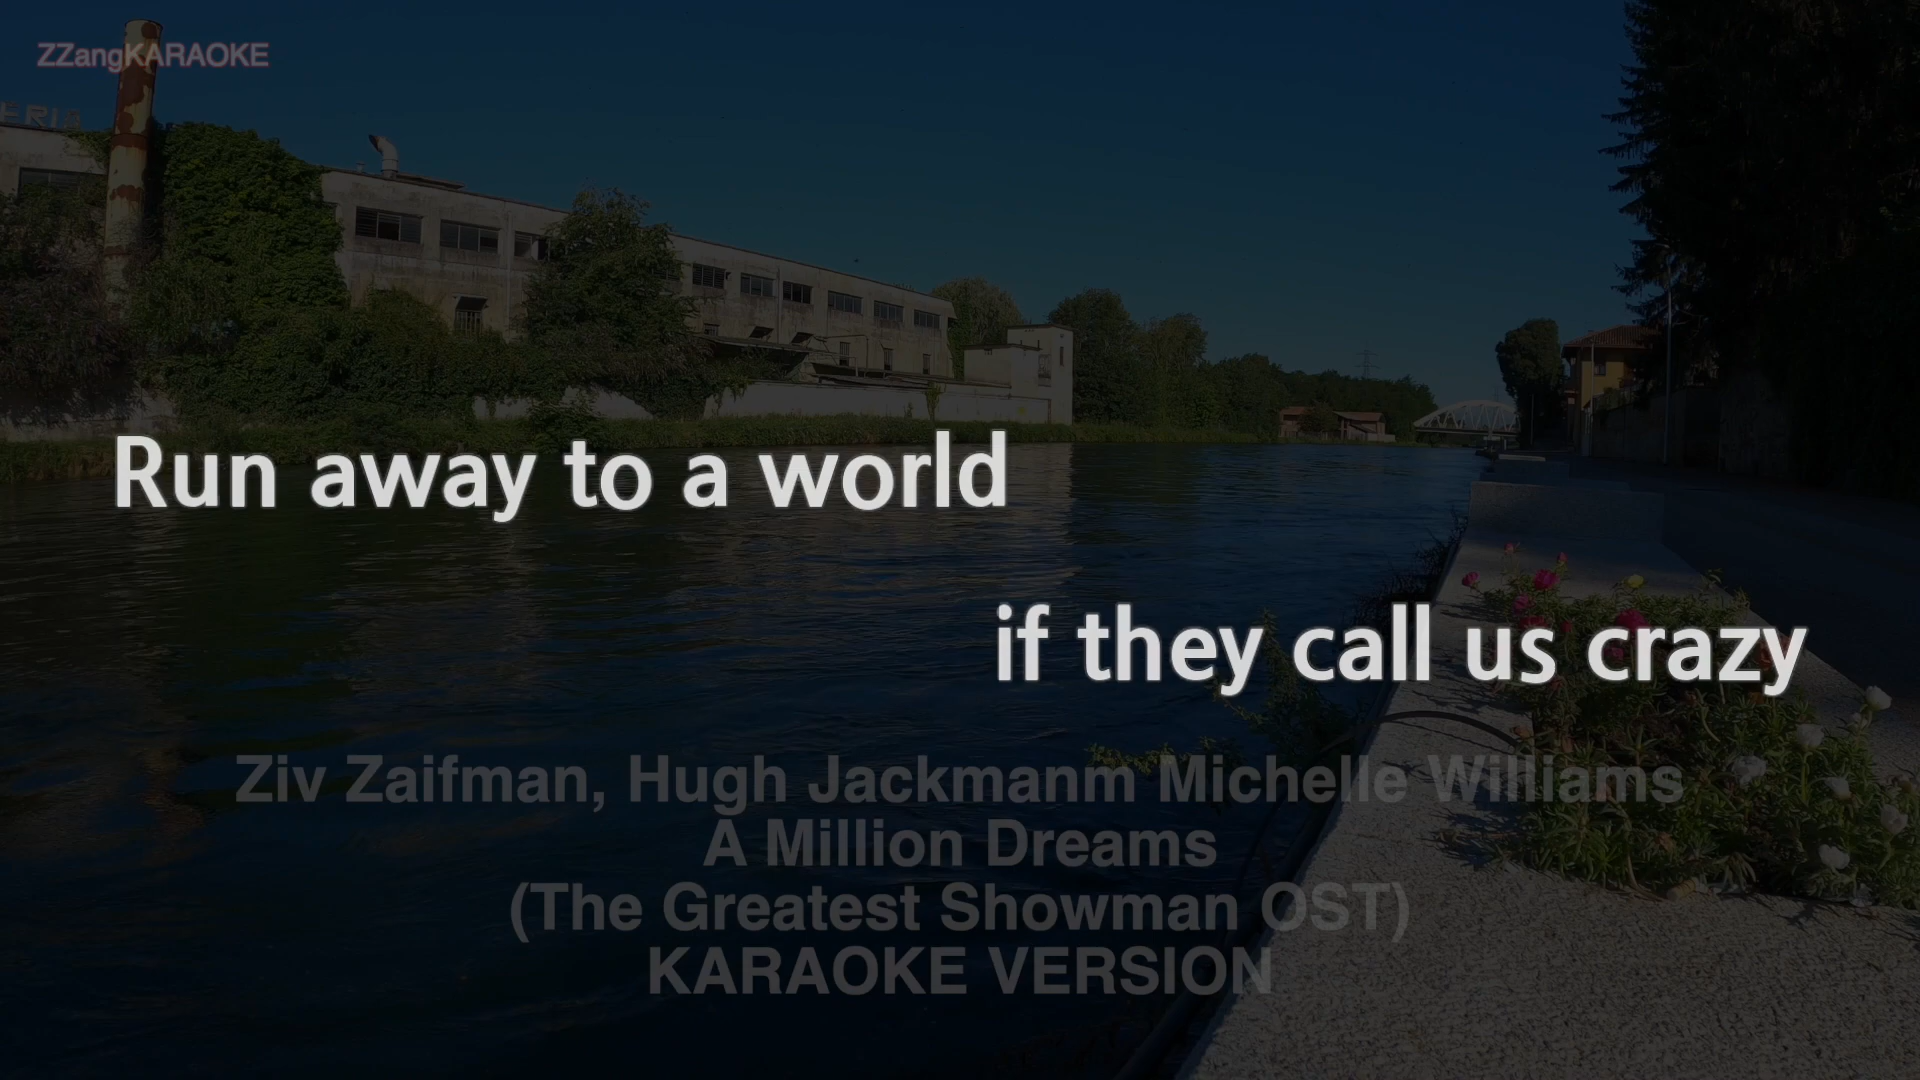 ZZangKARAOKE
Run away to a world
if they call us crazy
Ziv Zaifman, Hugh Jackmanm Michelle Williams
A Million Dreams
(The Greatest Showman OST)
KARAOKE VERSION